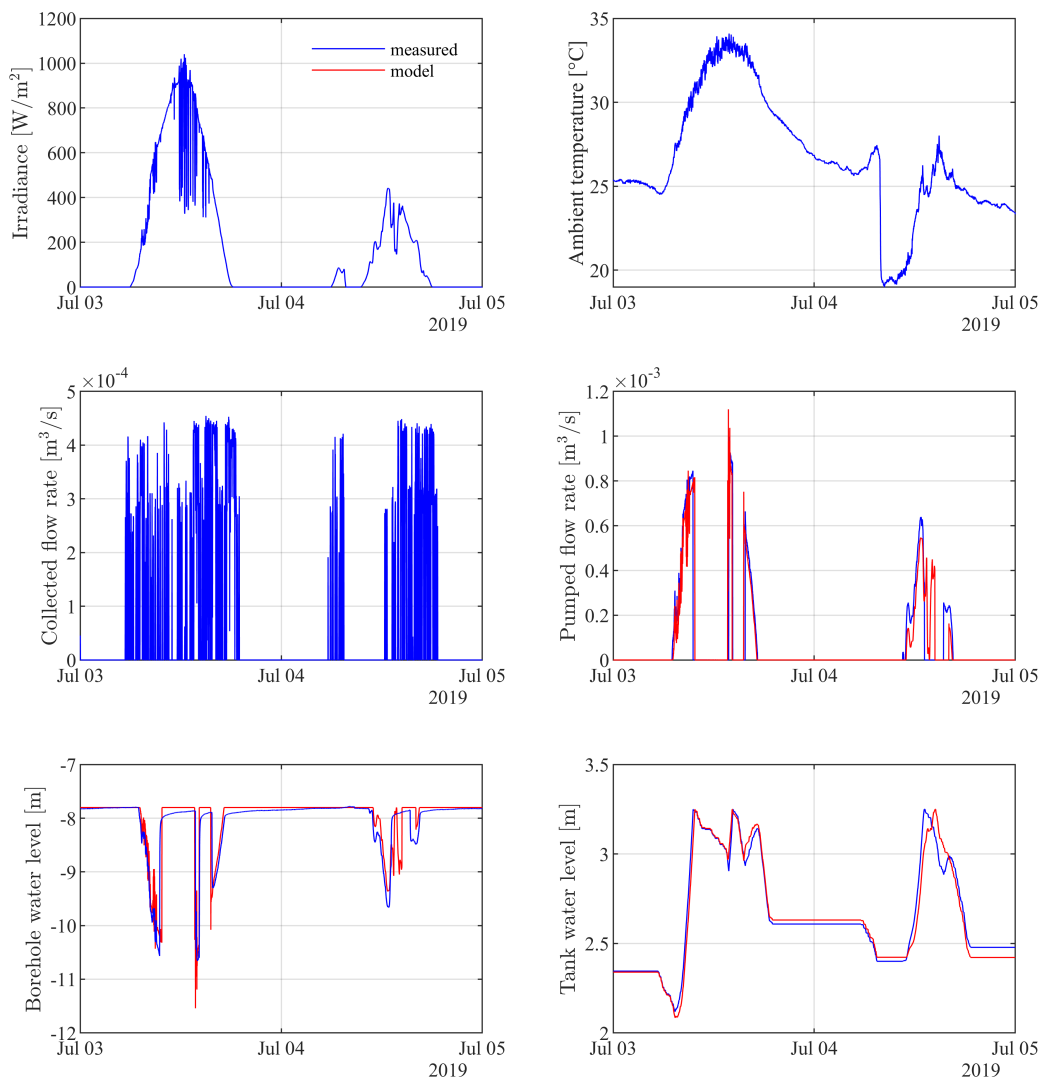 Irradiance [W/m²]
1200
1000
800
600
400
200
0
measured
model
Jul 03
Jul 04
Jul 05
2019
Ambient temperature [°C]
35
30
25
20
Jul 03
Jul 04
Jul 05
2019
Collected flow rate [m³/s]
×10⁻⁴
5
4
3
2
1
0
Jul 03
Jul 04
Jul 05
2019
Pumped flow rate [m³/s]
×10⁻³
1.2
1
0.8
0.6
0.4
0.2
0
Jul 03
Jul 04
Jul 05
2019
Borehole water level [m]
-7
-8
-9
-10
-11
-12
Jul 03
Jul 04
Jul 05
2019
Tank water level [m]
3.5
3
2.5
2
Jul 03
Jul 04
Jul 05
2019